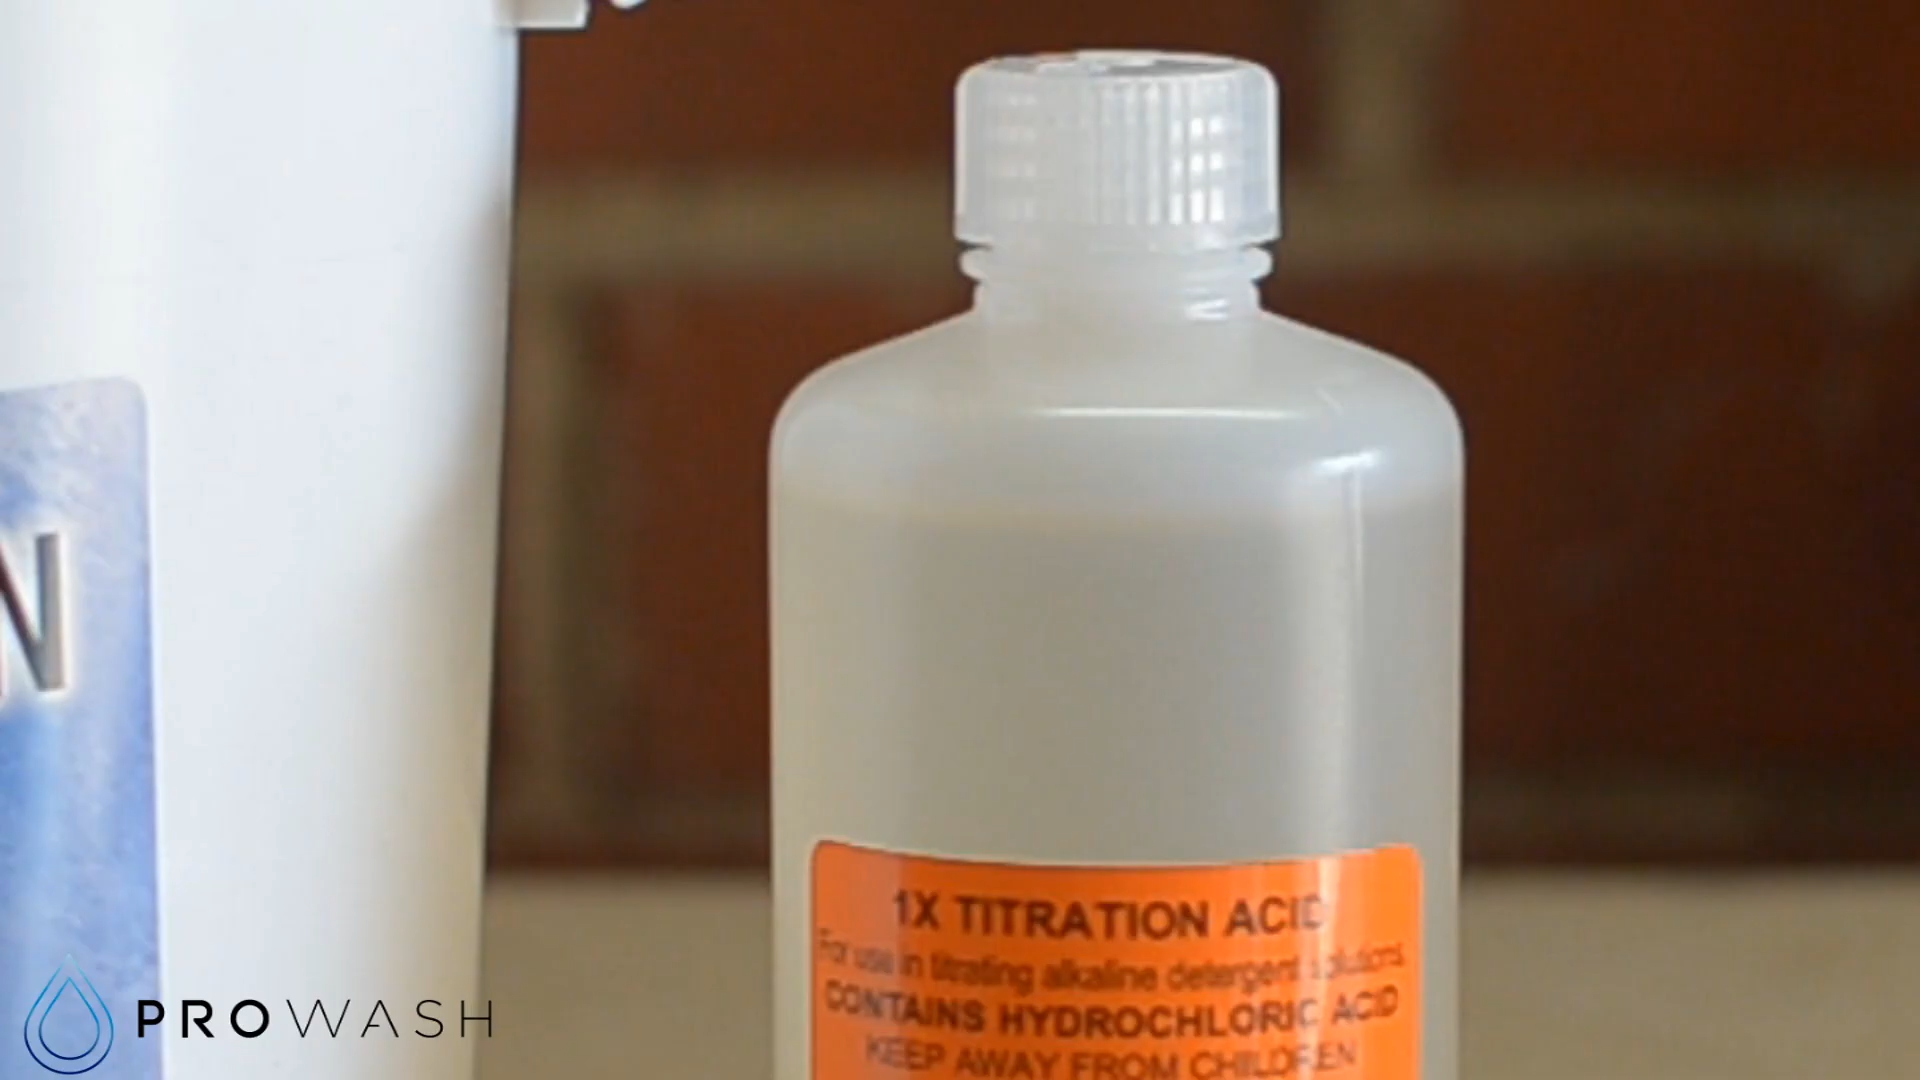 N
1X TITRATION ACID
For use in titrating alkaline detergent solutions.
CONTAINS HYDROCHLORIC ACID
KEEP AWAY FROM CHILDREN
PROWASH